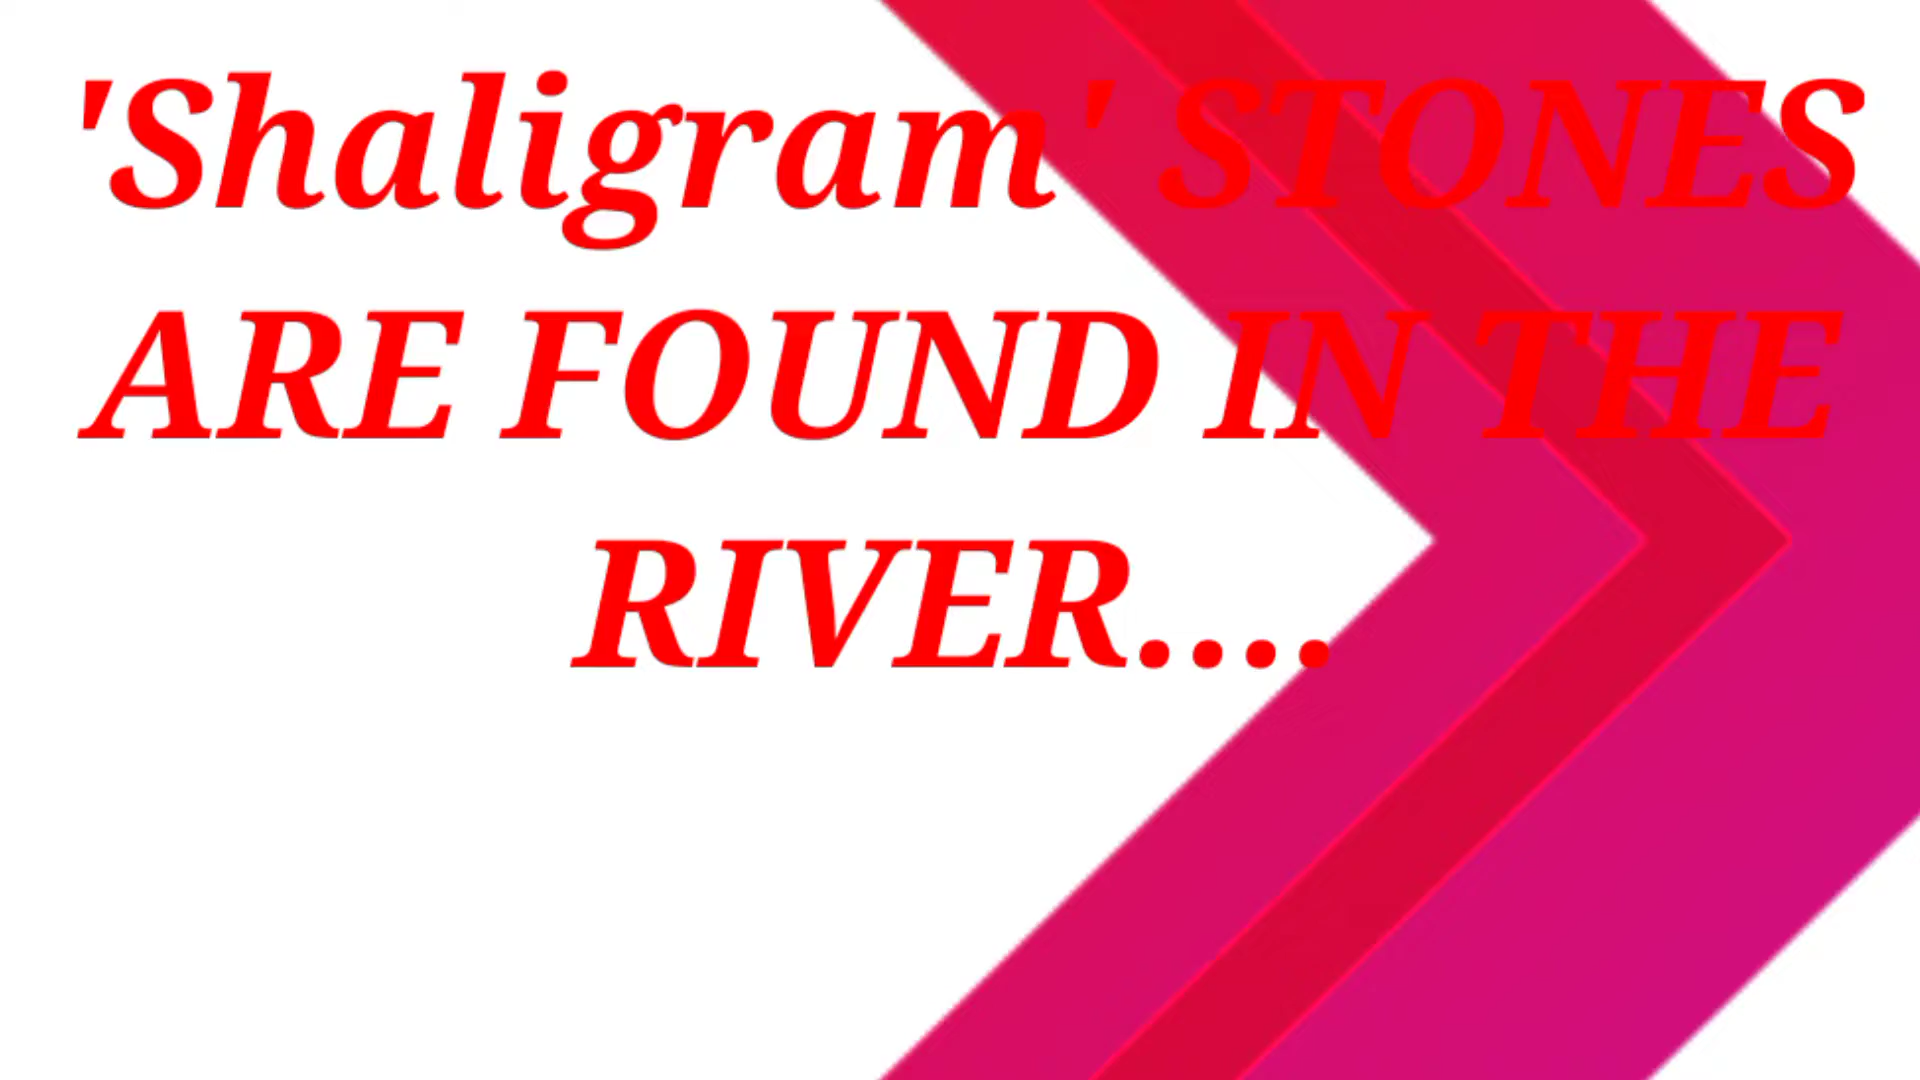 'Shaligram' STONES
ARE FOUND IN THE
RIVER....